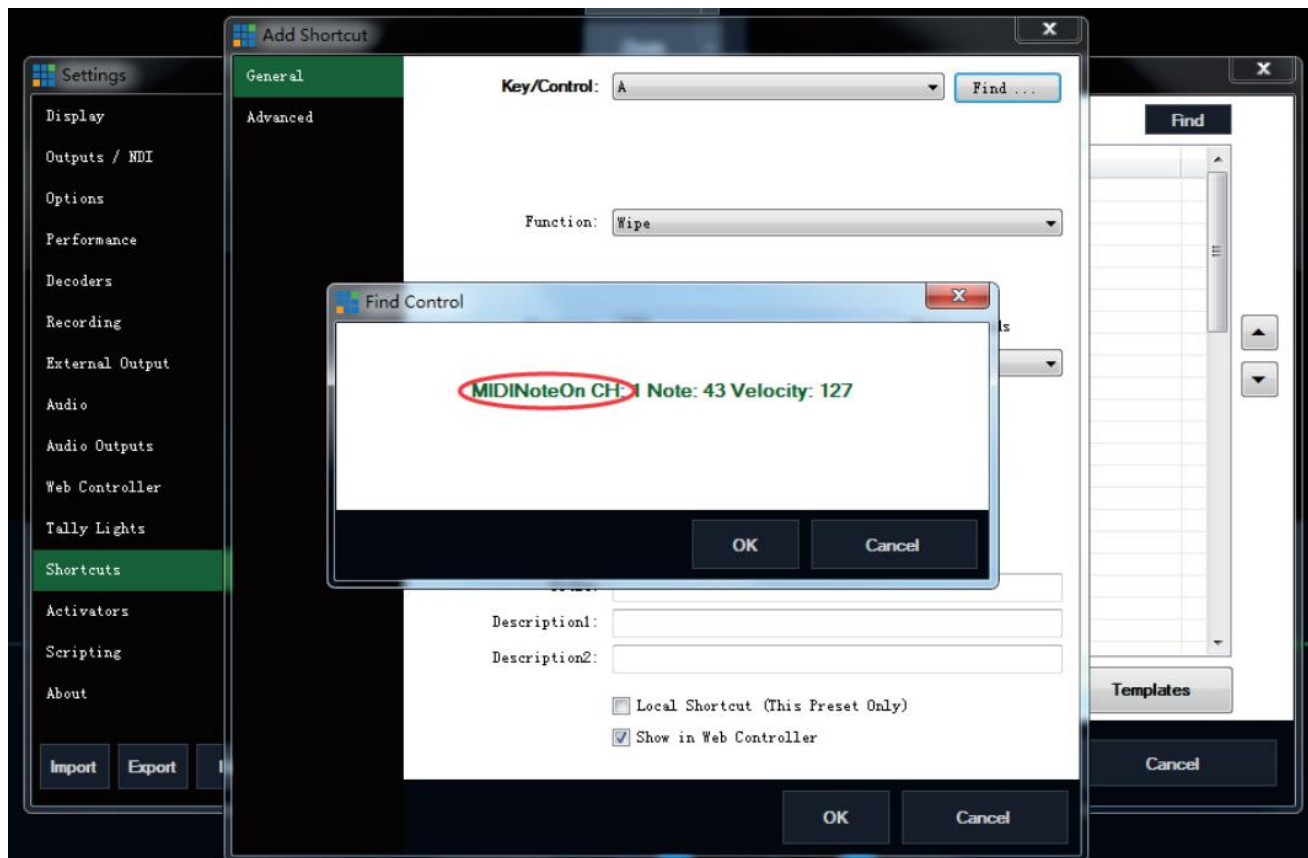 Settings
Display
Outputs / NDI
Options
Performance
Decoders
Recording
External Output
Audio
Audio Outputs
Web Controller
Tally Lights
Shortcuts
Activators
Scripting
About
Import Export
Add Shortcut
General
Advanced
Key/Control: A Find ...
Function: Wipe
Find Control
MIDINoteOn CH: 1 Note: 43 Velocity: 127
OK Cancel
Description1:
Description2:
Local Shortcut (This Preset Only)
Show in Web Controller
OK Cancel
Find
Templates
Cancel